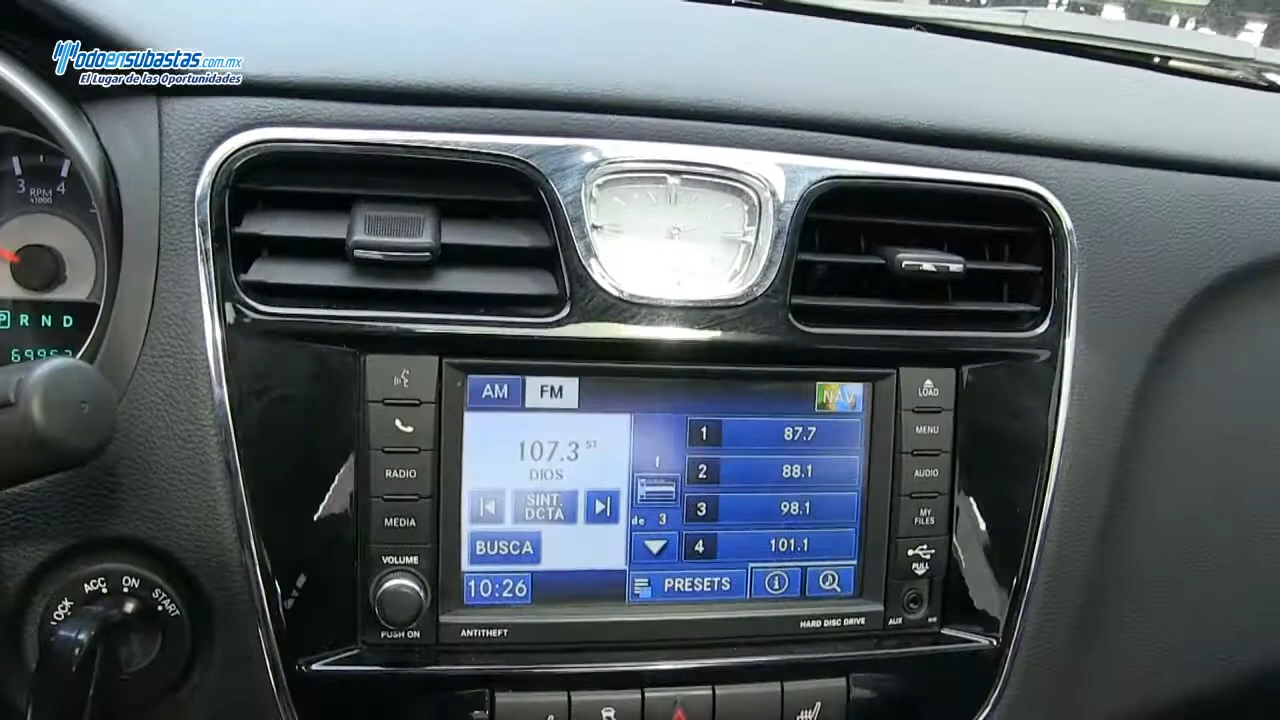 odoensubastas.com.mx
El Lugar de las Oportunidades
3 4
RPM
x1000
P R N D
LOCK ACC ON START
RADIO
MEDIA
VOLUME
PUSH ON
AM FM NAV
107.3 ST
DIOS
SINT.
DCTA
BUSCA
10:26
1
de 3
1 87.7
2 88.1
3 98.1
4 101.1
PRESETS
ANTITHEFT
HARD DISC DRIVE
LOAD
MENU
AUDIO
MY
FILES
PULL
AUX